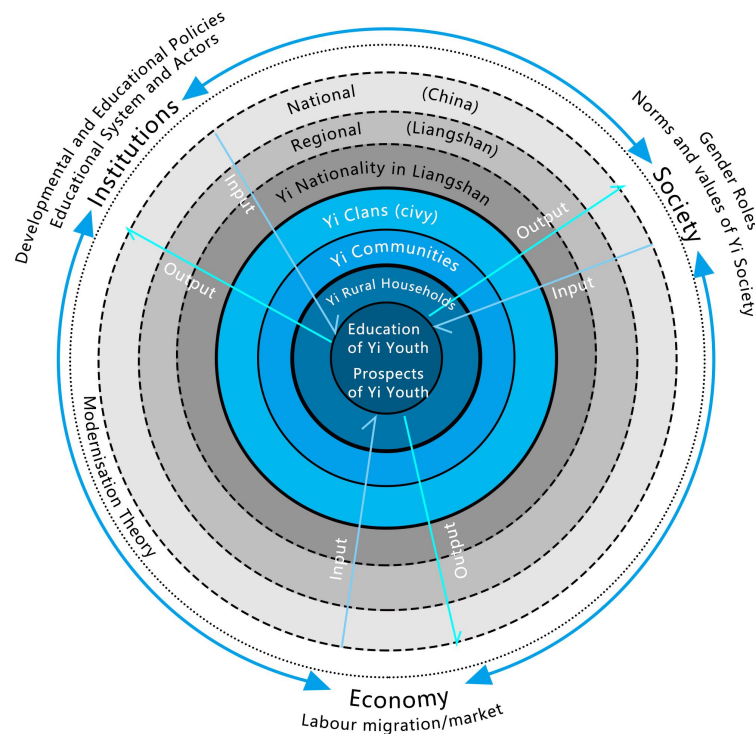 Developmental and Educational Policies
Educational System and Actors
Institutions
Gender Roles
Norms and values of Yi Society
Society
National (China)
Regional (Liangshan)
Yi Nationality in Liangshan
Yi Clans (civy)
Yi Communities
Yi Rural Households
Education
of Yi Youth
Prospects
of Yi Youth
Input
Output
Output
Input
Input
Output
Modernisation Theory
Economy
Labour migration/market